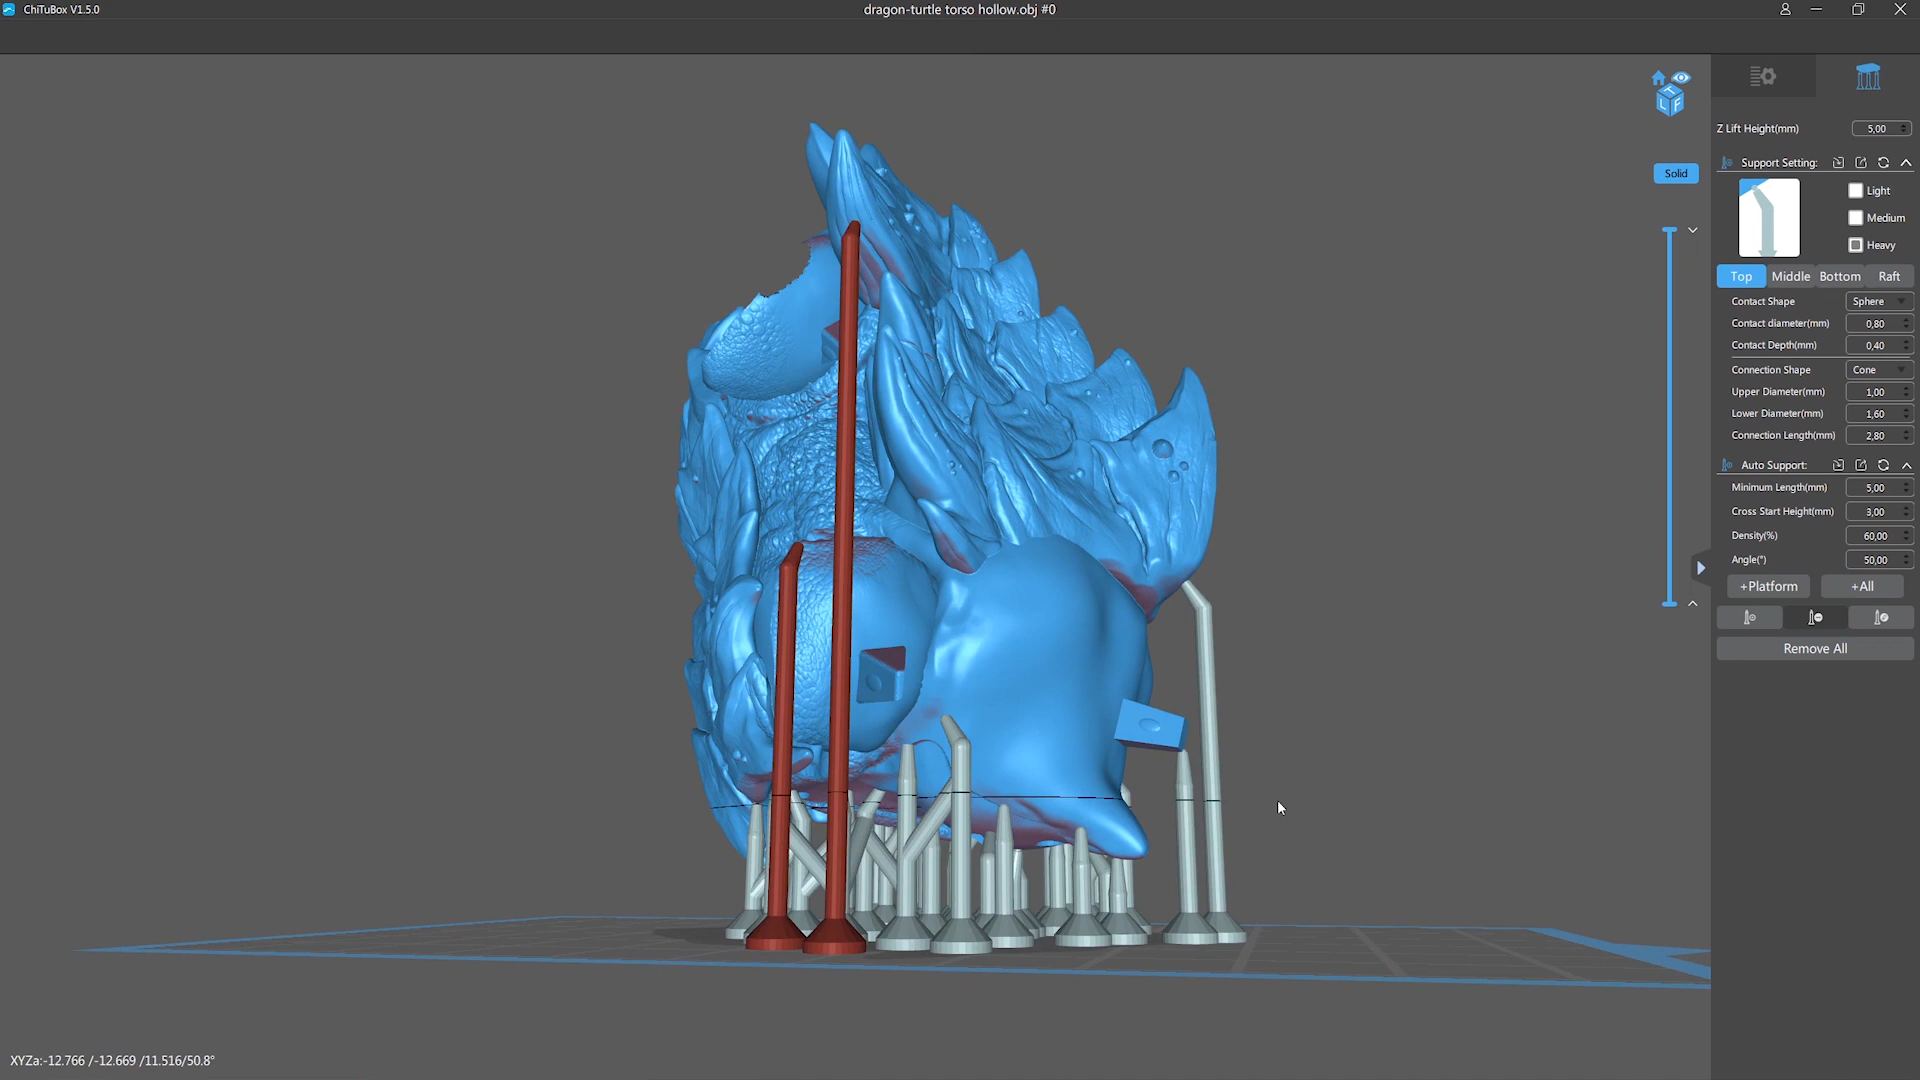 ChiTuBox V1.5.0
dragon-turtle torso hollow.obj #0
T
L F
Solid
Z Lift Height(mm) 5,00
Support Setting:
Light
Medium
Heavy
Top Middle Bottom Raft
Contact Shape Sphere
Contact diameter(mm) 0,80
Contact Depth(mm) 0,40
Connection Shape Cone
Upper Diameter(mm) 1,00
Lower Diameter(mm) 1,60
Connection Length(mm) 2,80
Auto Support:
Minimum Length(mm) 5,00
Cross Start Height(mm) 3,00
Density(%) 60,00
Angle(°) 50,00
+Platform +All
Remove All
XYZa:-12.766 /-12.669 /11.516/50.8°